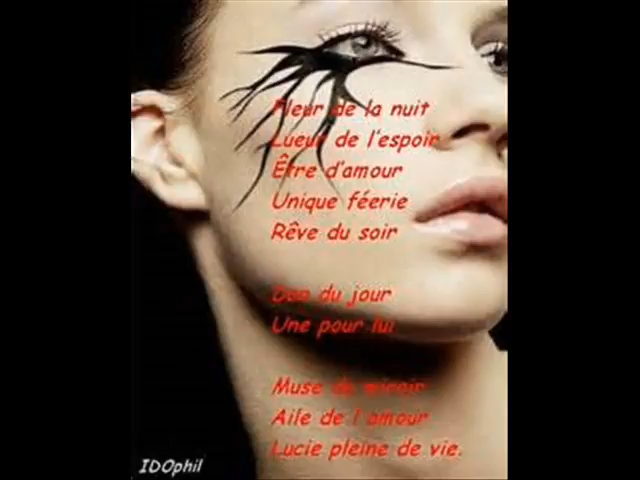 Fleur de la nuit
Lueur de l'espoir
Être d'amour
Unique féerie
Rêve du soir
Don du jour
Une pour lui
Muse du miroir
Aile de l'amour
Lucie pleine de vie.
IDOphil